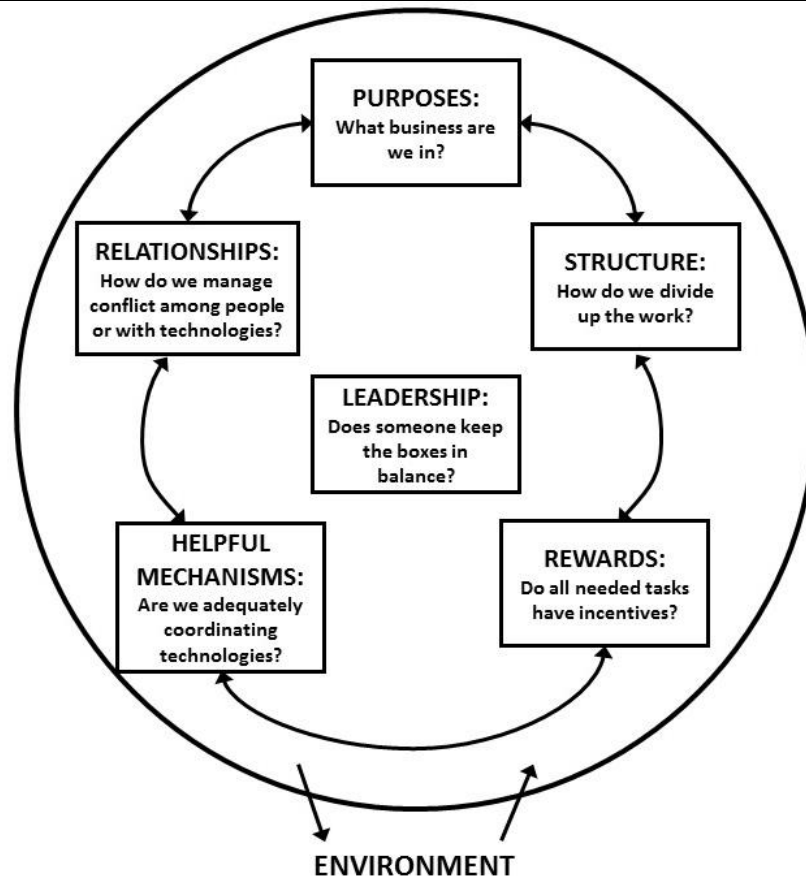 PURPOSES:
What business are
we in?
RELATIONSHIPS:
How do we manage
conflict among people
or with technologies?
STRUCTURE:
How do we divide
up the work?
LEADERSHIP:
Does someone keep
the boxes in
balance?
HELPFUL
MECHANISMS:
Are we adequately
coordinating
technologies?
REWARDS:
Do all needed tasks
have incentives?
ENVIRONMENT